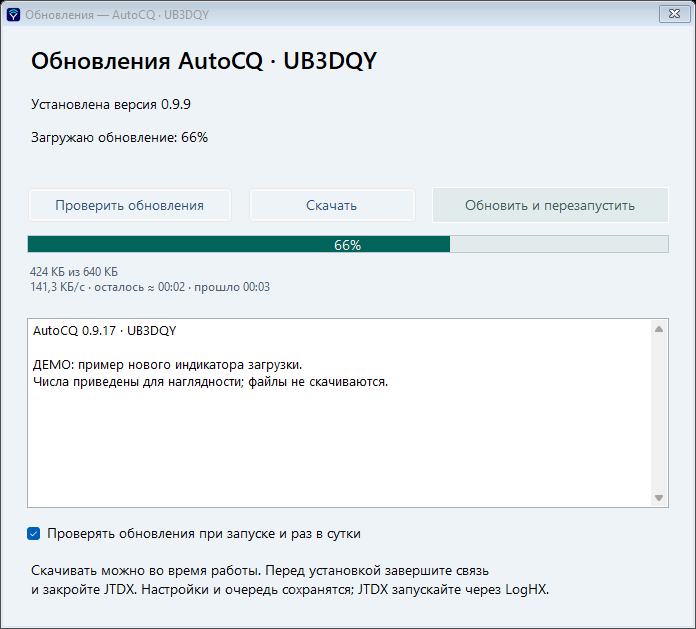 Обновления — AutoCQ · UB3DQY
Обновления AutoCQ · UB3DQY
Установлена версия 0.9.9
Загружаю обновление: 66%
Проверить обновления
Скачать
Обновить и перезапустить
66%
424 КБ из 640 КБ
141,3 КБ/с · осталось ≈ 00:02 · прошло 00:03
AutoCQ 0.9.17 · UB3DQY
ДЕМО: пример нового индикатора загрузки.
Числа приведены для наглядности; файлы не скачиваются.
Проверять обновления при запуске и раз в сутки
Скачивать можно во время работы. Перед установкой завершите связь
и закройте JTDX. Настройки и очередь сохранятся; JTDX запускайте через LogHX.